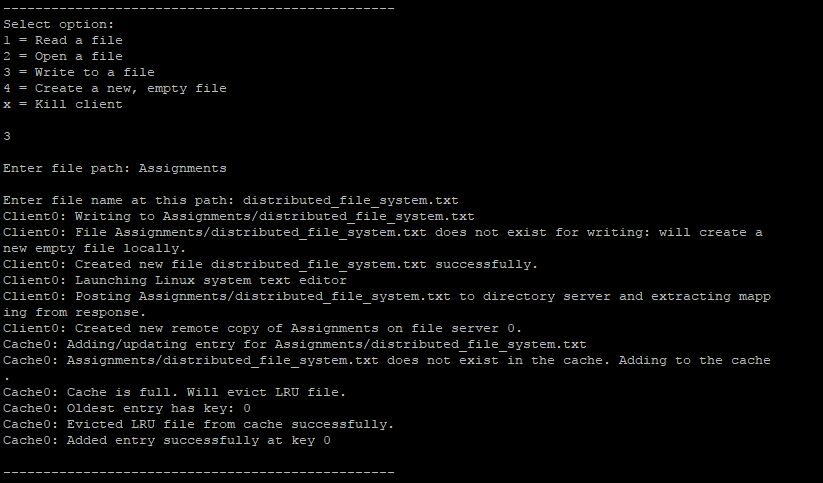 -------------------------------------------------
Select option:
1 = Read a file
2 = Open a file
3 = Write to a file
4 = Create a new, empty file
x = Kill client
3
Enter file path: Assignments
Enter file name at this path: distributed_file_system.txt
Client0: Writing to Assignments/distributed_file_system.txt
Client0: File Assignments/distributed_file_system.txt does not exist for writing: will create a
new empty file locally.
Client0: Created new file distributed_file_system.txt successfully.
Client0: Launching Linux system text editor
Client0: Posting Assignments/distributed_file_system.txt to directory server and extracting mapp
ing from response.
Client0: Created new remote copy of Assignments on file server 0.
Cache0: Adding/updating entry for Assignments/distributed_file_system.txt
Cache0: Assignments/distributed_file_system.txt does not exist in the cache. Adding to the cache
.
Cache0: Cache is full. Will evict LRU file.
Cache0: Oldest entry has key: 0
Cache0: Evicted LRU file from cache successfully.
Cache0: Added entry successfully at key 0
-------------------------------------------------